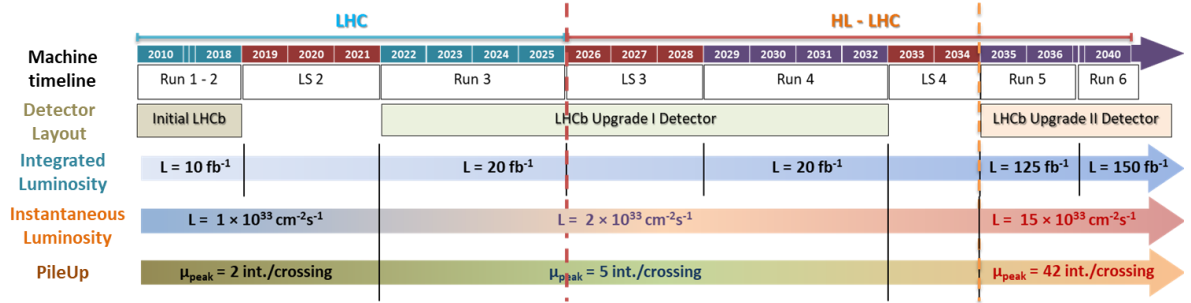 LHC HL - LHC
Machine timeline
2010 2018 2019 2020 2021 2022 2023 2024 2025 2026 2027 2028 2029 2030 2031 2032 2033 2034 2035 2036 2040
Run 1 - 2 LS 2 Run 3 LS 3 Run 4 LS 4 Run 5 Run 6
Detector Layout
Initial LHCb LHCb Upgrade I Detector LHCb Upgrade II Detector
Integrated Luminosity
L = 10 fb⁻¹ L = 20 fb⁻¹ L = 20 fb⁻¹ L = 125 fb⁻¹ L = 150 fb⁻¹
Instantaneous Luminosity
L = 1 × 10³³ cm⁻²s⁻¹ L = 2 × 10³³ cm⁻²s⁻¹ L = 15 × 10³³ cm⁻²s⁻¹
PileUp
μpeak = 2 int./crossing μpeak = 5 int./crossing μpeak = 42 int./crossing